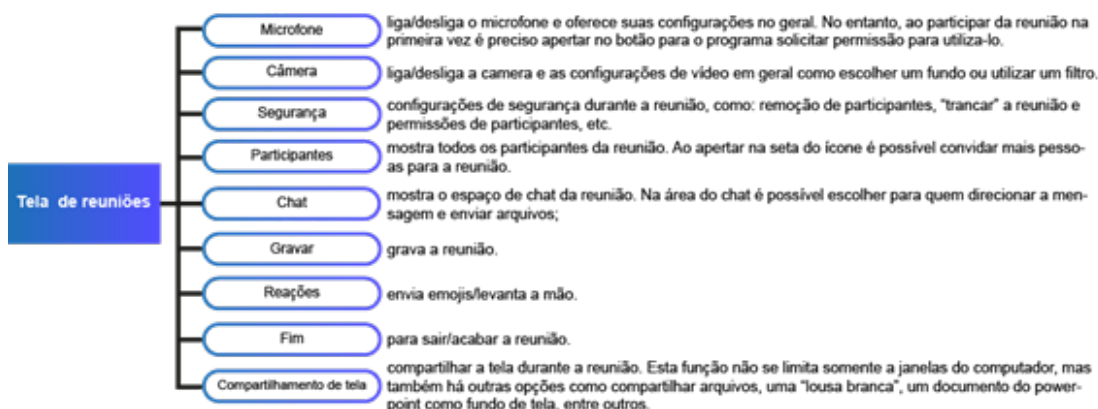 Tela de reuniões
Microfone
liga/desliga o microfone e oferece suas configurações no geral. No entanto, ao participar da reunião na
primeira vez é preciso apertar no botão para o programa solicitar permissão para utiliza-lo.
Câmera
liga/desliga a camera e as configurações de vídeo em geral como escolher um fundo ou utilizar um filtro.
Segurança
configurações de segurança durante a reunião, como: remoção de participantes, "trancar" a reunião e
permissões de participantes, etc.
Participantes
mostra todos os participantes da reunião. Ao apertar na seta do ícone é possível convidar mais pesso-
as para a reunião.
Chat
mostra o espaço de chat da reunião. Na área do chat é possível escolher para quem direcionar a men-
sagem e enviar arquivos;
Gravar
grava a reunião.
Reações
envia emojis/levanta a mão.
Fim
para sair/acabar a reunião.
Compartilhamento de tela
compartilhar a tela durante a reunião. Esta função não se limita somente a janelas do computador, mas
também há outras opções como compartilhar arquivos, uma "lousa branca", um documento do power-
point como fundo de tela, entre outros.